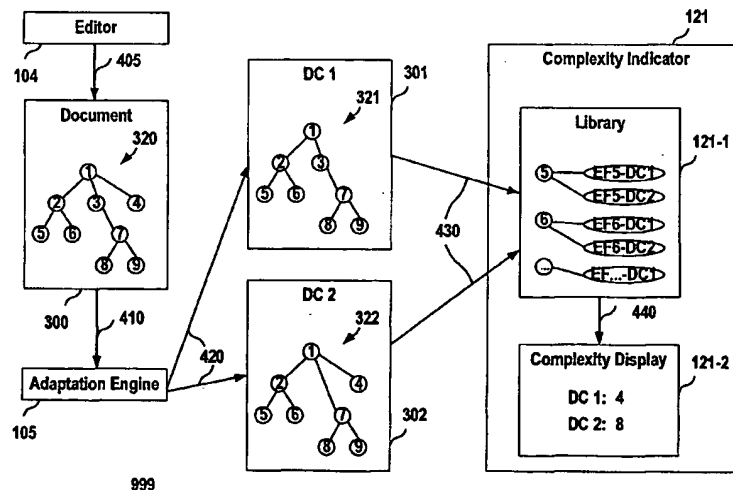 Editor
104
405
Document
320
1
2 3 4
5 6 7
8 9
300
410
Adaptation Engine
105
420
DC 1
301
321
1
2 3
5 6 7
8 9
DC 2
322
1
2 4
5 6 7
8 9
302
430
121
Complexity Indicator
Library
121-1
5 EF5-DC1
EF5-DC2
6 EF6-DC1
EF6-DC2
... EF...-DC1
440
Complexity Display
121-2
DC 1: 4
DC 2: 8
999